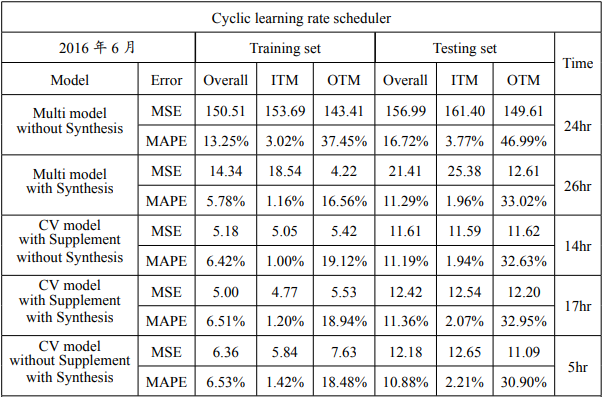 Cyclic learning rate scheduler
2016 年 6 月 Training set Testing set Time
Model Error Overall ITM OTM Overall ITM OTM
Multi model
without Synthesis
MSE 150.51 153.69 143.41 156.99 161.40 149.61
MAPE 13.25% 3.02% 37.45% 16.72% 3.77% 46.99%
24hr
Multi model
with Synthesis
MSE 14.34 18.54 4.22 21.41 25.38 12.61
MAPE 5.78% 1.16% 16.56% 11.29% 1.96% 33.02%
26hr
CV model
with Supplement
without Synthesis
MSE 5.18 5.05 5.42 11.61 11.59 11.62
MAPE 6.42% 1.00% 19.12% 11.19% 1.94% 32.63%
14hr
CV model
with Supplement
with Synthesis
MSE 5.00 4.77 5.53 12.42 12.54 12.20
MAPE 6.51% 1.20% 18.94% 11.36% 2.07% 32.95%
17hr
CV model
without Supplement
with Synthesis
MSE 6.36 5.84 7.63 12.18 12.65 11.09
MAPE 6.53% 1.42% 18.48% 10.88% 2.21% 30.90%
5hr